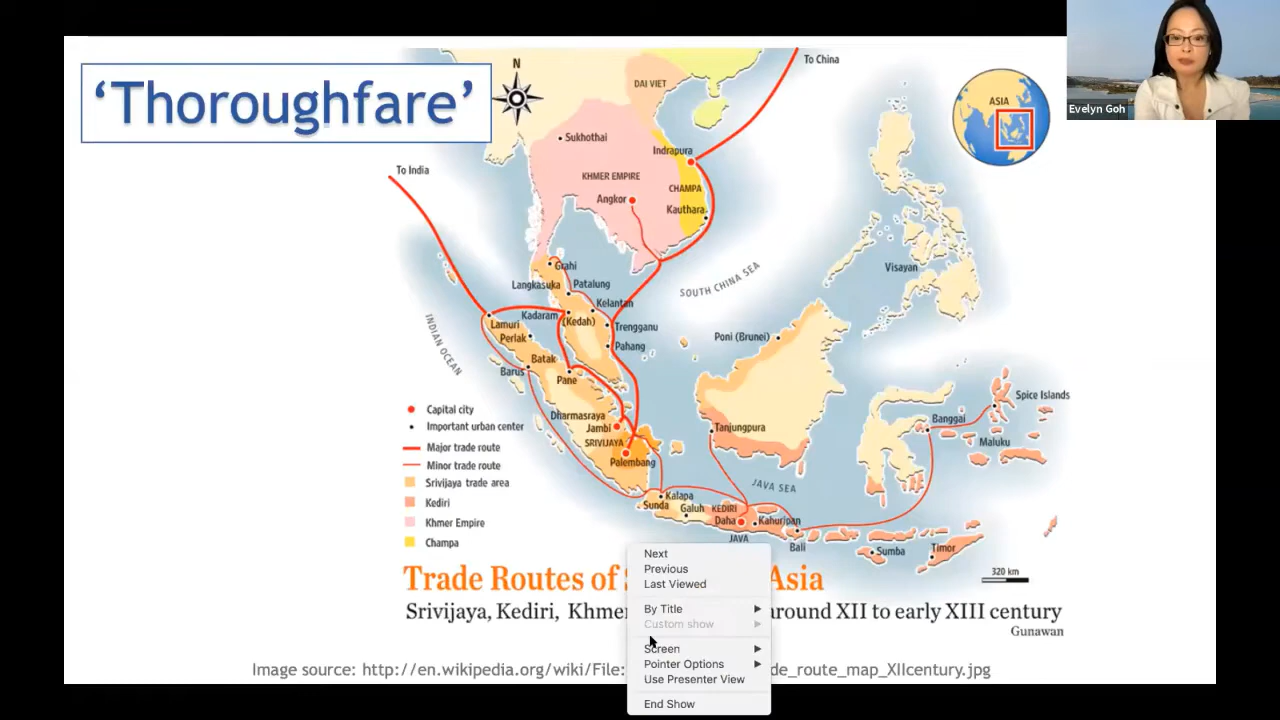 'Thoroughfare'
N
To China
DAI VIET
ASIA
Evelyn Goh
Sukhothai
Indrapura
To India
KHMER EMPIRE
CHAMPA
Angkor
Kauthara
Grahi
Visayan
SOUTH CHINA SEA
Langkasuka
Patalung
Kelantan
Kadaram
(Kedah)
Lamuri
Trengganu
Perlak
Poni (Brunei)
Pahang
INDIAN OCEAN
Batak
Barus
Pane
Spice Islands
Capital city
Important urban center
Major trade route
Minor trade route
Srivijaya trade area
Kediri
Khmer Empire
Champa
Dharmasraya
Jambi
SRIVIJAYA
Palembang
Tanjungpura
Banggai
Maluku
JAVA SEA
Kalapa
Sunda
Galuh
KEDIRI
Daha
Kahuripan
JAVA
Bali
Sumba
Timor
320 km
Next
Previous
Last Viewed
By Title
Custom show
Screen
Pointer Options
Use Presenter View
End Show
Trade Routes of S Asia
Srivijaya, Kediri, Khmer around XII to early XIII century
Gunawan
Image source: http://en.wikipedia.org/wiki/File: de_route_map_XIIcentury.jpg